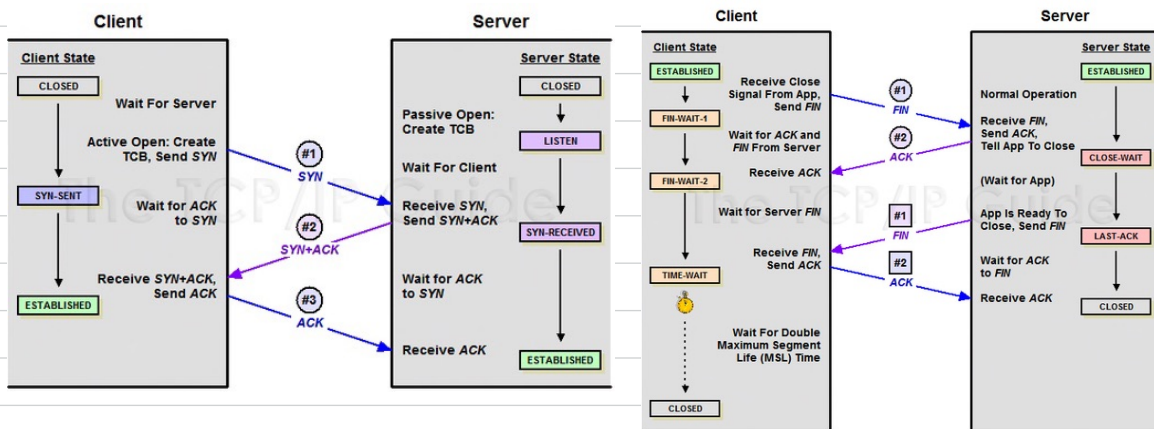 Client
Server
Client State
CLOSED
Wait For Server
Active Open: Create
TCB, Send SYN
SYN-SENT
Wait for ACK
to SYN
Receive SYN+ACK,
Send ACK
ESTABLISHED
#1
SYN
#2
SYN+ACK
#3
ACK
Server State
CLOSED
Passive Open:
Create TCB
LISTEN
Wait For Client
Receive SYN,
Send SYN+ACK
SYN-RECEIVED
Wait for ACK
to SYN
Receive ACK
ESTABLISHED
The TCP/IP Guide
Client
Server
Client State
ESTABLISHED
Receive Close
Signal From App,
Send FIN
FIN-WAIT-1
Wait for ACK and
FIN From Server
Receive ACK
FIN-WAIT-2
Wait for Server FIN
Receive FIN,
Send ACK
TIME-WAIT
Wait For Double
Maximum Segment
Life (MSL) Time
CLOSED
#1
FIN
#2
ACK
#1
FIN
#2
ACK
Server State
ESTABLISHED
Normal Operation
Receive FIN,
Send ACK,
Tell App To Close
CLOSE-WAIT
(Wait for App)
App Is Ready To
Close, Send FIN
LAST-ACK
Wait for ACK
to FIN
Receive ACK
CLOSED
The TCP/IP Guide